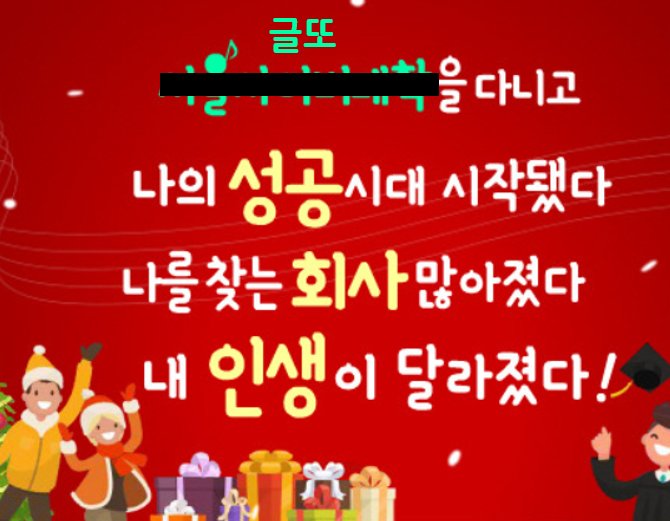 글또
을 다니고
나의 성공시대 시작됐다
나를 찾는 회사 많아졌다
내 인생이 달라졌다!